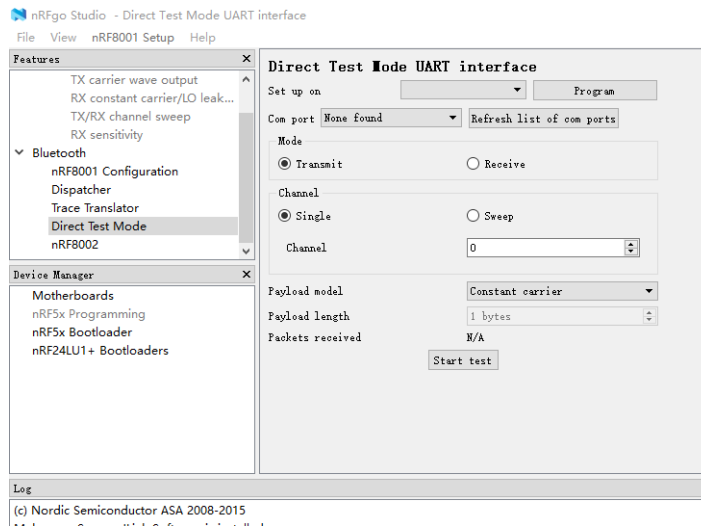 nRFgo Studio - Direct Test Mode UART interface
File View nRF8001 Setup Help
Features
TX carrier wave output
RX constant carrier/LO leak...
TX/RX channel sweep
RX sensitivity
Bluetooth
nRF8001 Configuration
Dispatcher
Trace Translator
Direct Test Mode
nRF8002
Device Manager
Motherboards
nRF5x Programming
nRF5x Bootloader
nRF24LU1+ Bootloaders
Direct Test Mode UART interface
Set up on Program
Com port None found Refresh list of com ports
Mode
Transmit Receive
Channel
Single Sweep
Channel 0
Payload model Constant carrier
Payload length 1 bytes
Packets received N/A
Start test
Log
(c) Nordic Semiconductor ASA 2008-2015